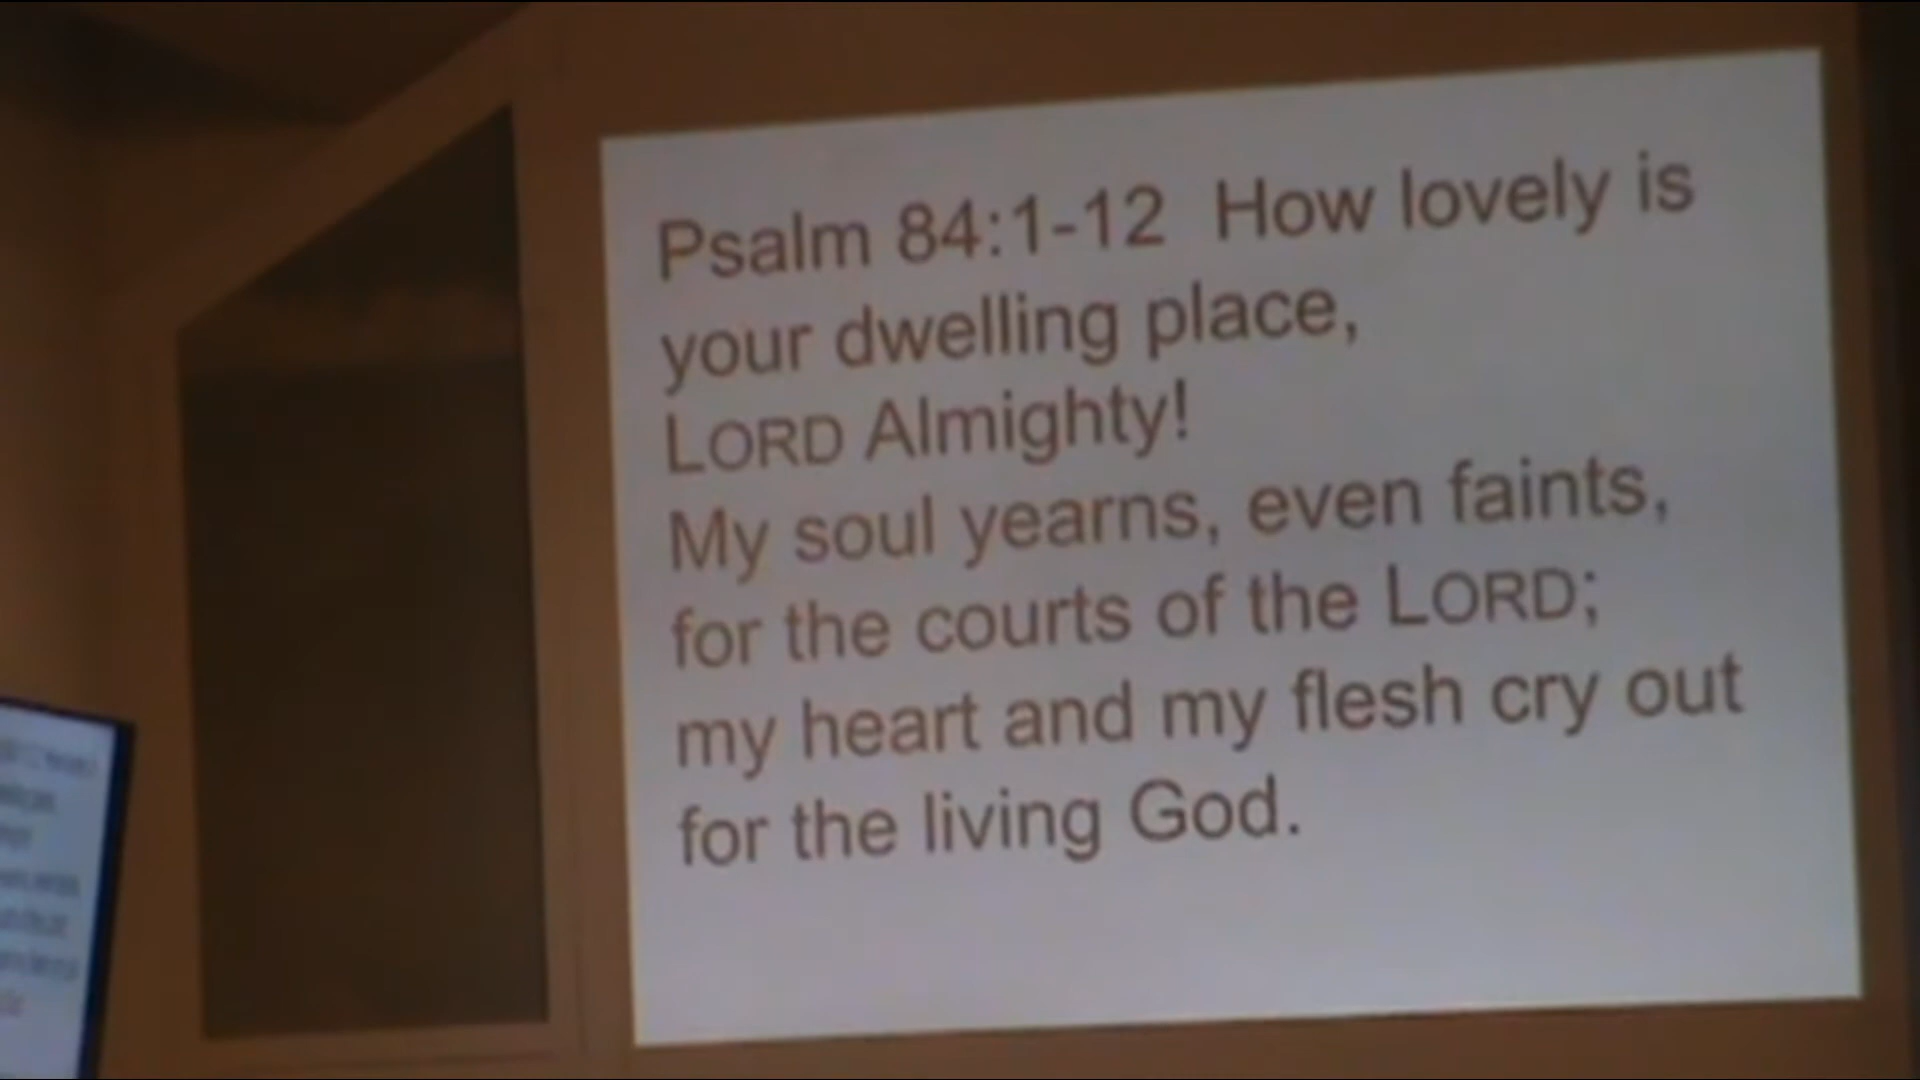 Psalm 84:1-12 How lovely is
your dwelling place,
LORD Almighty!
My soul yearns, even faints,
for the courts of the LORD;
my heart and my flesh cry out
for the living God.